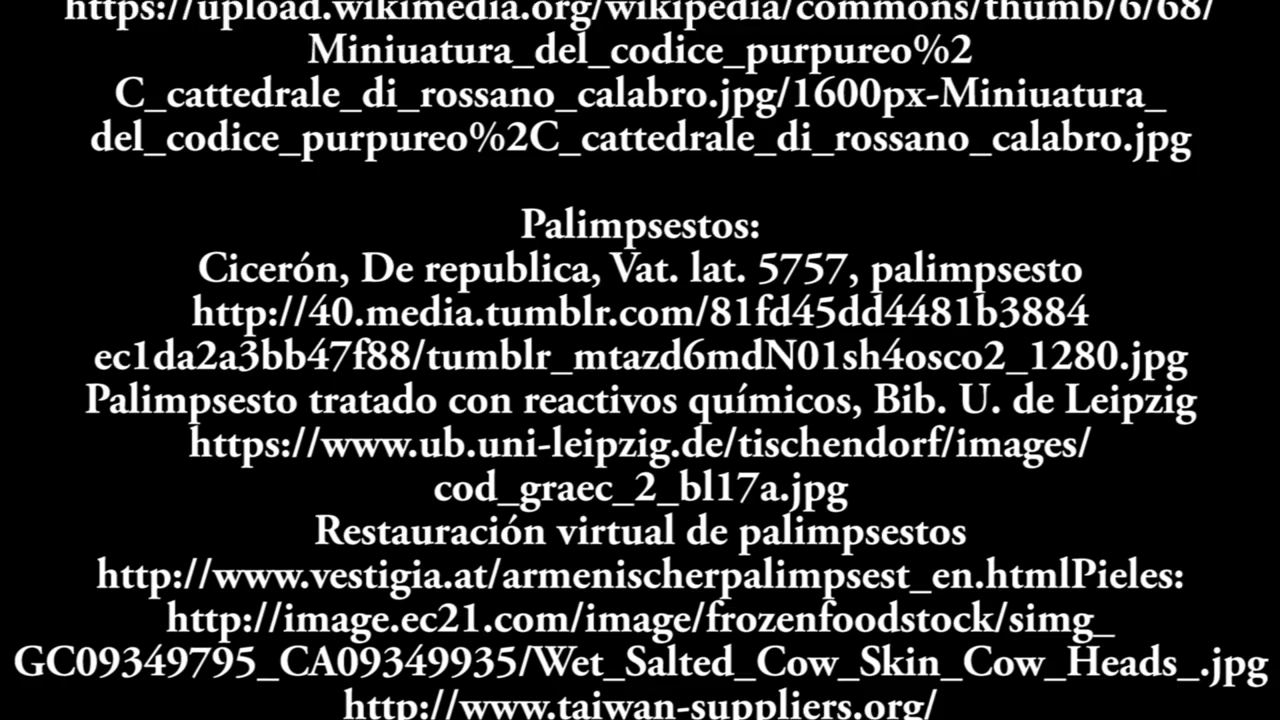 https://upload.wikimedia.org/wikipedia/commons/thumb/6/68/
Miniuatura_del_codice_purpureo%2
C_cattedrale_di_rossano_calabro.jpg/1600px-Miniuatura_
del_codice_purpureo%2C_cattedrale_di_rossano_calabro.jpg
Palimpsestos:
Cicerón, De republica, Vat. lat. 5757, palimpsesto
http://40.media.tumblr.com/81fd45dd4481b3884
ec1da2a3bb47f88/tumblr_mtazd6mdN01sh4osco2_1280.jpg
Palimpsesto tratado con reactivos químicos, Bib. U. de Leipzig
https://www.ub.uni-leipzig.de/tischendorf/images/
cod_graec_2_bl17a.jpg
Restauración virtual de palimpsestos
http://www.vestigia.at/armenischerpalimpsest_en.htmlPieles:
http://image.ec21.com/image/frozenfoodstock/simg_
GC09349795_CA09349935/Wet_Salted_Cow_Skin_Cow_Heads_.jpg
http://www.taiwan-suppliers.org/